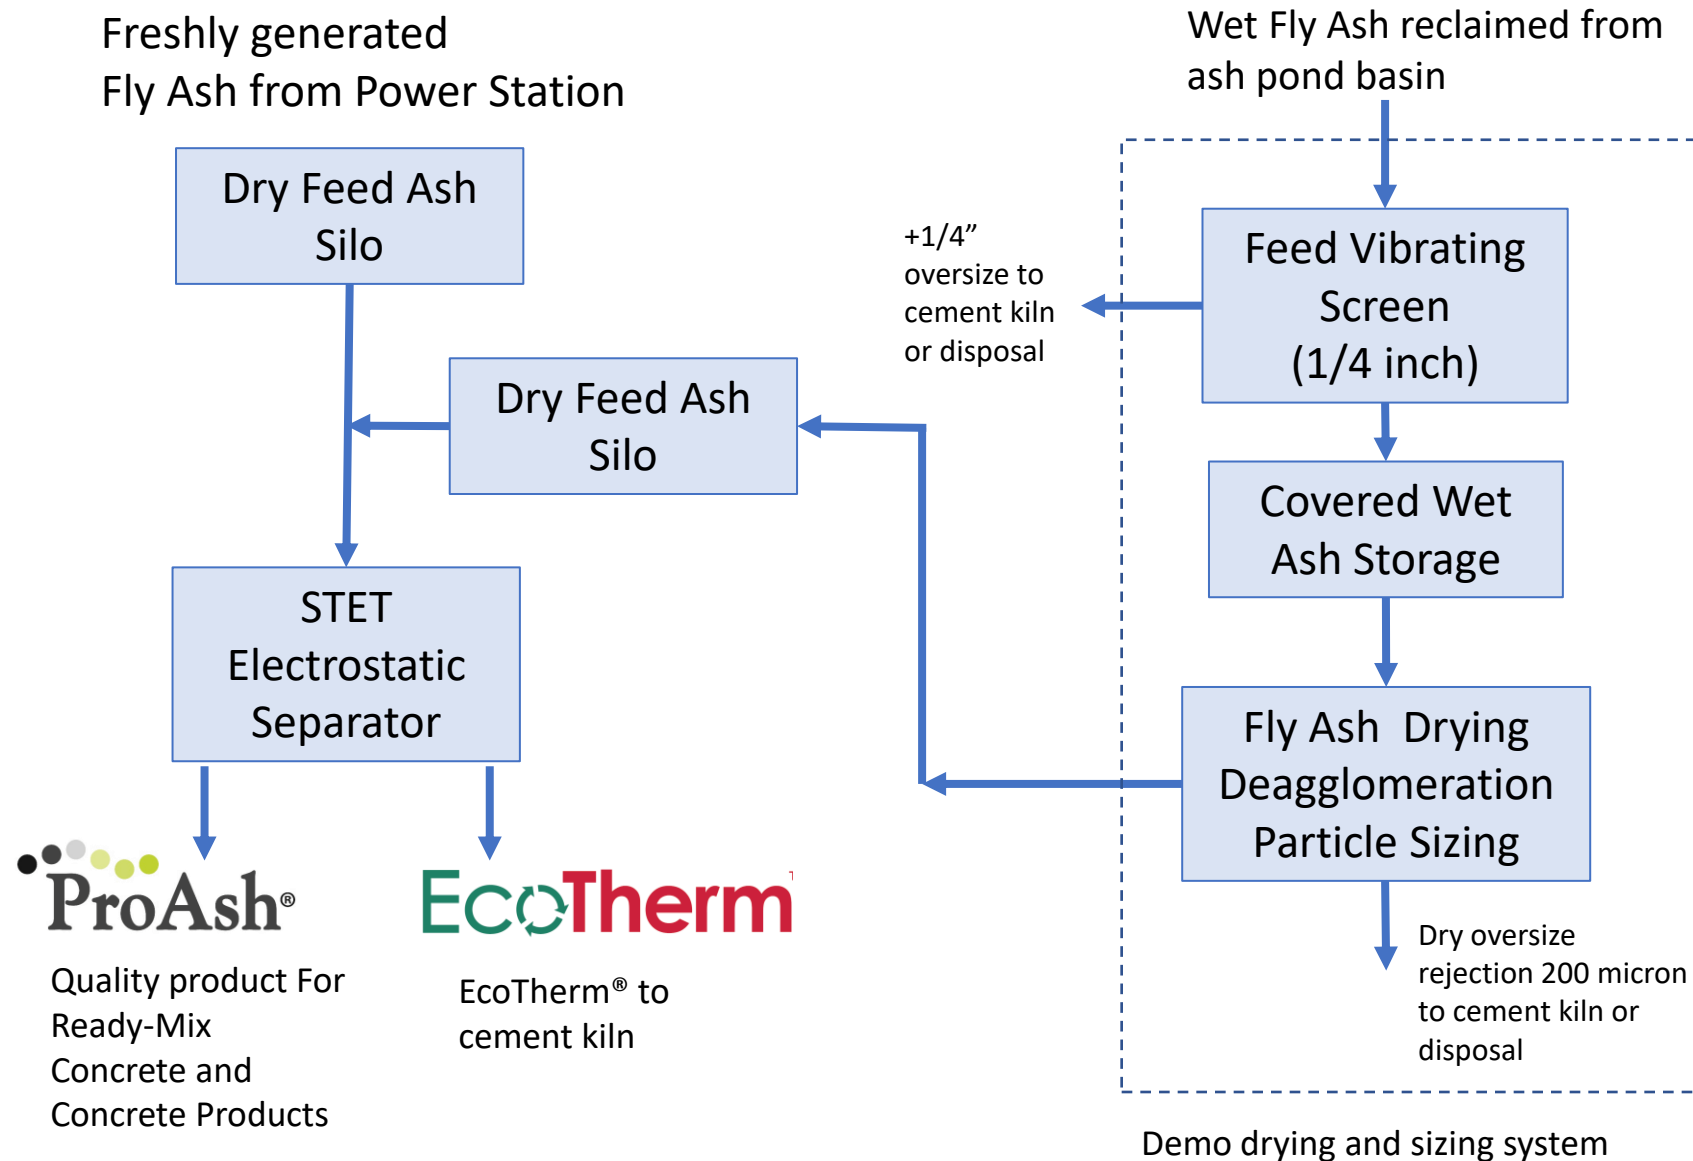 Freshly generated
Fly Ash from Power Station
Dry Feed Ash
Silo
Dry Feed Ash
Silo
STET
Electrostatic
Separator
ProAsh®
Quality product For
Ready-Mix
Concrete and
Concrete Products
EcoTherm
EcoTherm® to
cement kiln
Wet Fly Ash reclaimed from
ash pond basin
+1/4”
oversize to
cement kiln
or disposal
Feed Vibrating
Screen
(1/4 inch)
Covered Wet
Ash Storage
Fly Ash  Drying
Deagglomeration
Particle Sizing
Dry oversize
rejection 200 micron
to cement kiln or
disposal
Demo drying and sizing system